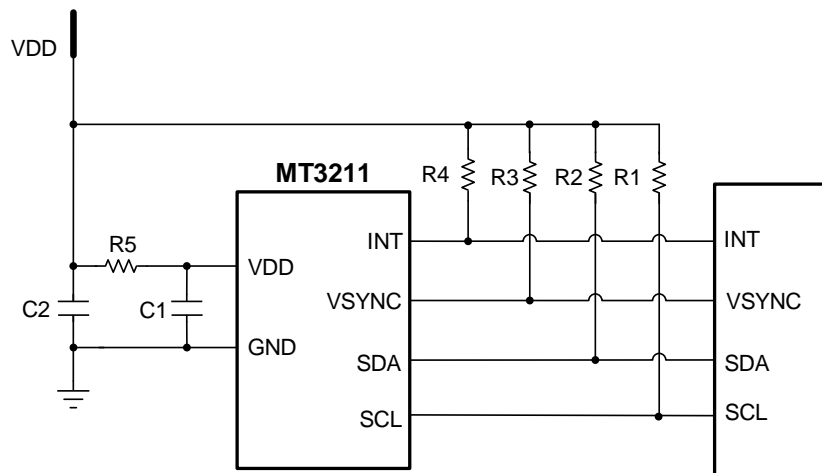 VDD
MT3211
R4
R3
R2
R1
INT
INT
R5
VDD
VSYNC
VSYNC
C2
C1
GND
SDA
SDA
SCL
SCL